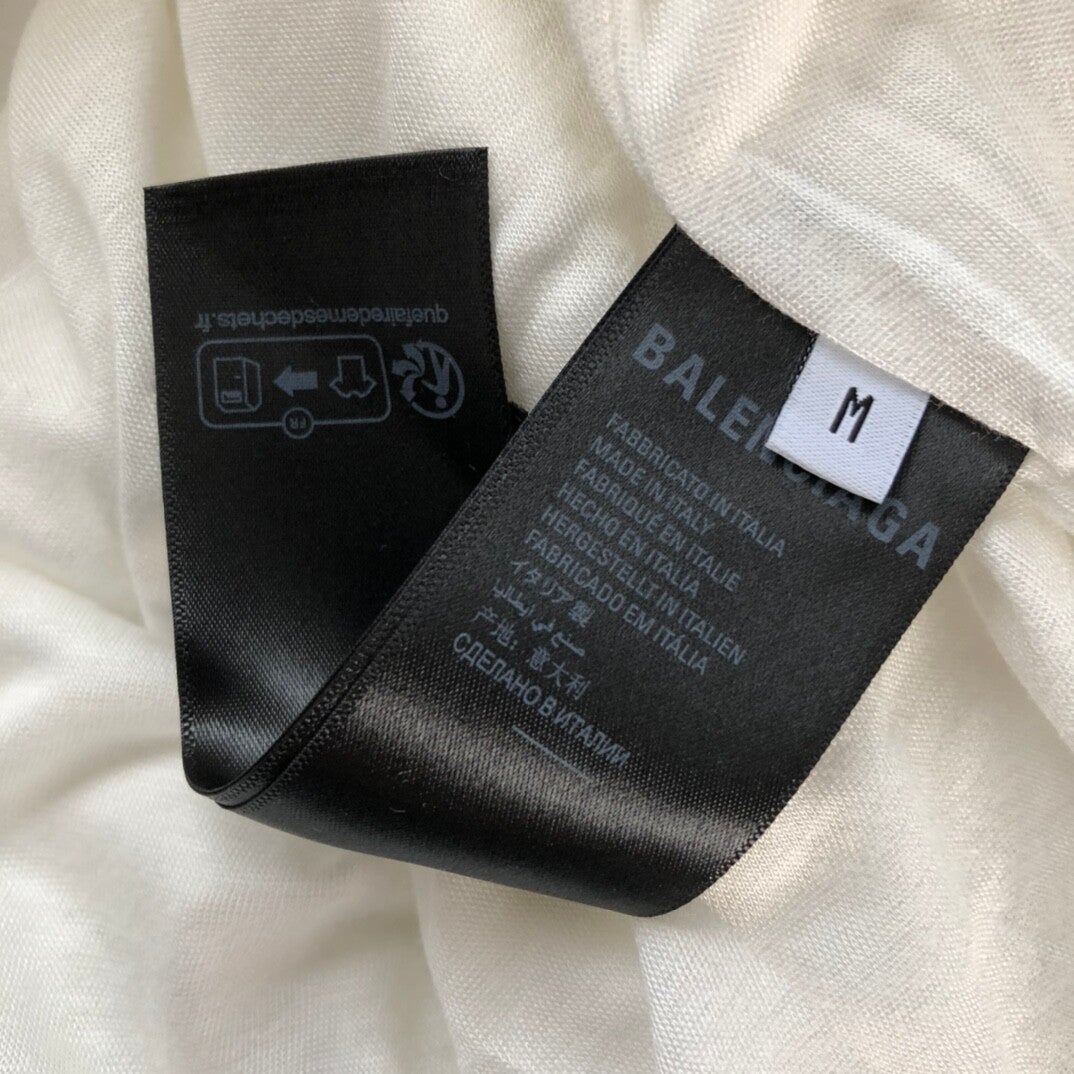 quefairedemesdechets.fr
FR
BALENCIAGA
M
FABBRICATO IN ITALIA
MADE IN ITALY
FABRIQUÉ EN ITALIE
HECHO EN ITALIA
HERGESTELLT IN ITALIEN
FABRICADO EM ITÁLIA
イタリア製
产地：意大利
СДЕЛАНО В ИТАЛИИ